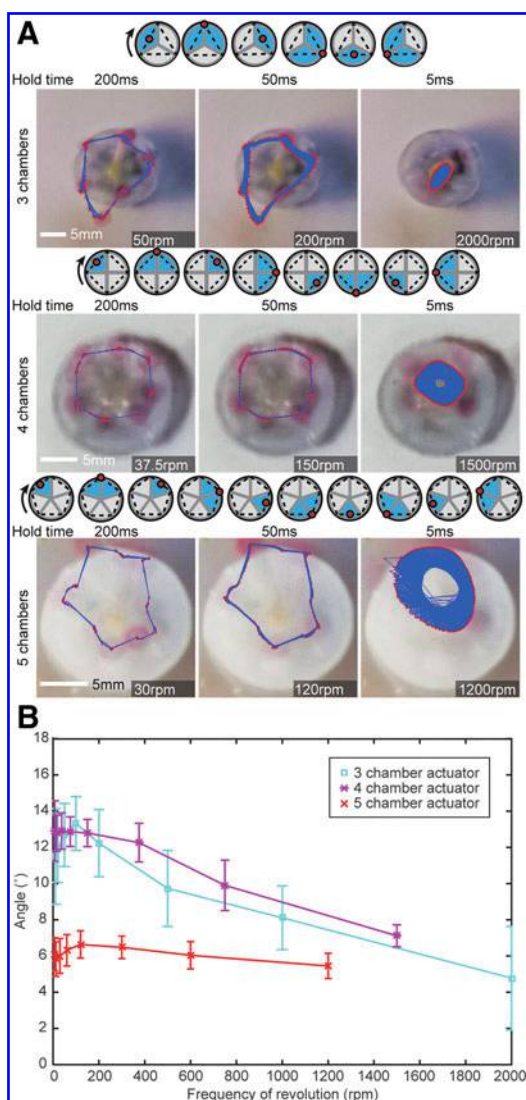 A
Hold time 200ms 50ms 5ms
3 chambers
5mm
50rpm
200rpm
2000rpm
Hold time 200ms 50ms 5ms
4 chambers
5mm
37.5rpm
150rpm
1500rpm
Hold time 200ms 50ms 5ms
5 chambers
5mm
30rpm
120rpm
1200rpm
B
18
16
14
12
10
8
6
4
2
0
Angle (°)
3 chamber actuator
4 chamber actuator
5 chamber actuator
0 200 400 600 800 1000 1200 1400 1600 1800 2000
Frequency of revolution (rpm)